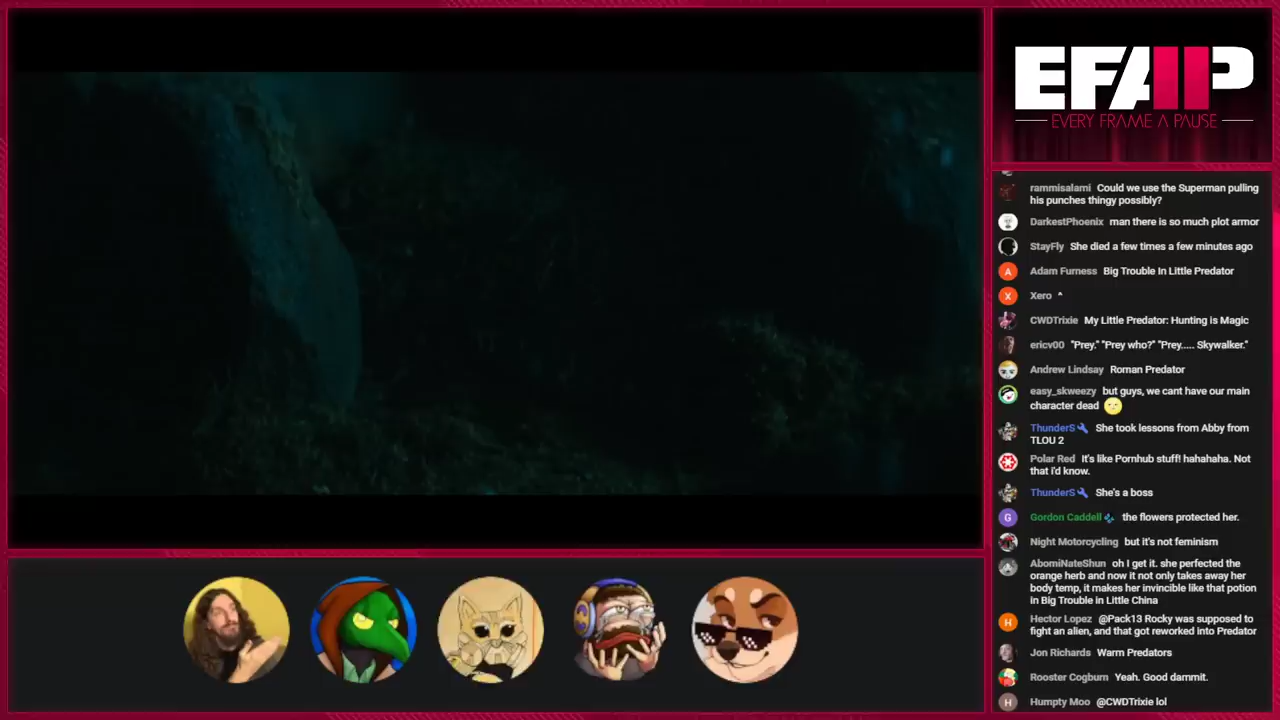 EFAP
EVERY FRAME A PAUSE
rammisalami Could we use the Superman pulling
his punches thingy possibly?
DarkestPhoenix man there is so much plot armor
StayFly She died a few times a few minutes ago
A
Adam Furness Big Trouble In Little Predator
X
Xero ^
CWDTrixie My Little Predator: Hunting is Magic
ericv00 "Prey." "Prey who?" "Prey..... Skywalker."
Andrew Lindsay Roman Predator
easy_skweezy but guys, we cant have our main
character dead
ThunderS She took lessons from Abby from
TLOU 2
Polar Red It's like Pornhub stuff! hahahaha. Not
that i'd know.
ThunderS She's a boss
G
Gordon Caddell the flowers protected her.
Night Motorcycling but it's not feminism
AbomiNateShun oh I get it. she perfected the
orange herb and now it not only takes away her
body temp, it makes her invincible like that potion
in Big Trouble in Little China
H
Hector Lopez @Pack13 Rocky was supposed to
fight an alien, and that got reworked into Predator
Jon Richards Warm Predators
Rooster Cogburn Yeah. Good dammit.
H
Humpty Moo @CWDTrixie lol